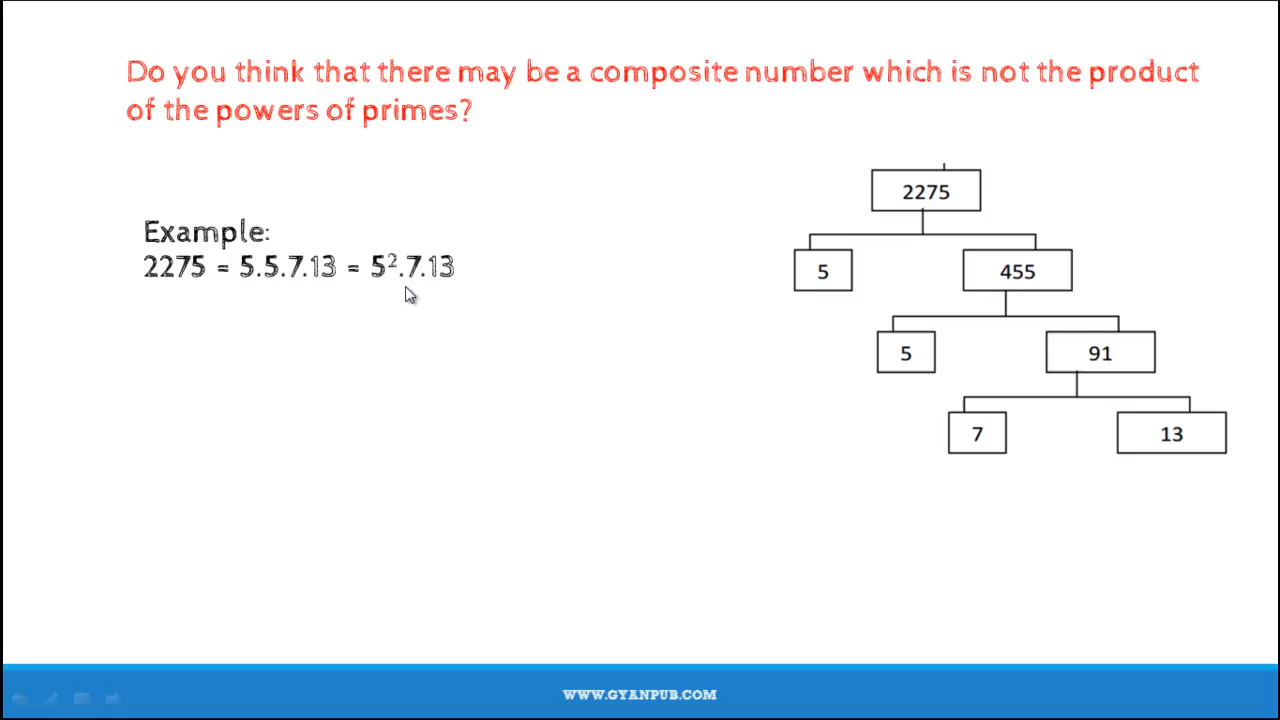 Do you think that there may be a composite number which is not the product
of the powers of primes?
Example:
2275 = 5.5.7.13 = 5².7.13
2275
5
455
5
91
7
13
WWW.GYANPUB.COM